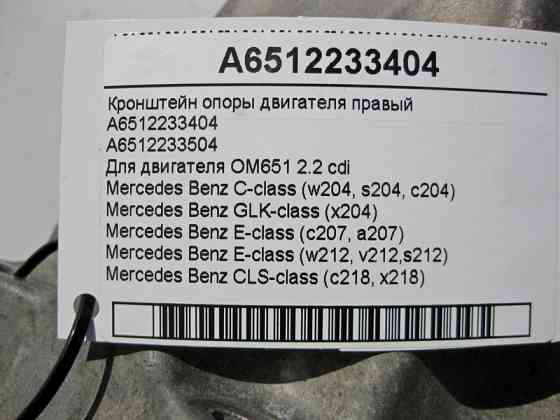 A6512233404
Кронштейн опоры двигателя правый
A6512233404
A6512233504
Для двигателя OM651 2.2 cdi
Mercedes Benz C-class (w204, s204, c204)
Mercedes Benz GLK-class (x204)
Mercedes Benz E-class (c207, a207)
Mercedes Benz E-class (w212, v212,s212)
Mercedes Benz CLS-class (c218, x218)